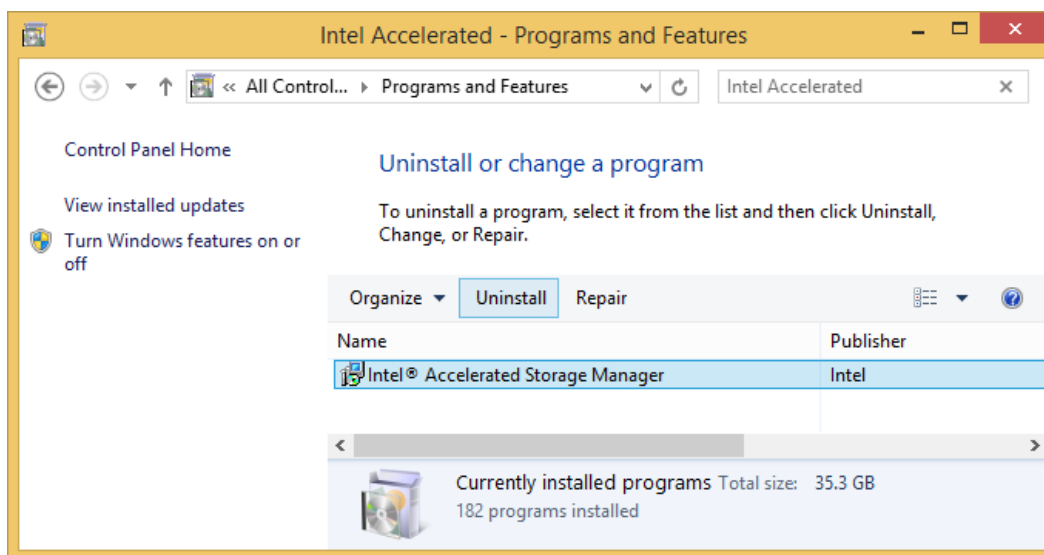 Intel Accelerated - Programs and Features
« All Control... Programs and Features
Intel Accelerated
Control Panel Home
View installed updates
Turn Windows features on or
off
Uninstall or change a program
To uninstall a program, select it from the list and then click Uninstall,
Change, or Repair.
Organize Uninstall Repair
Name Publisher
Intel® Accelerated Storage Manager Intel
Currently installed programs Total size: 35.3 GB
182 programs installed